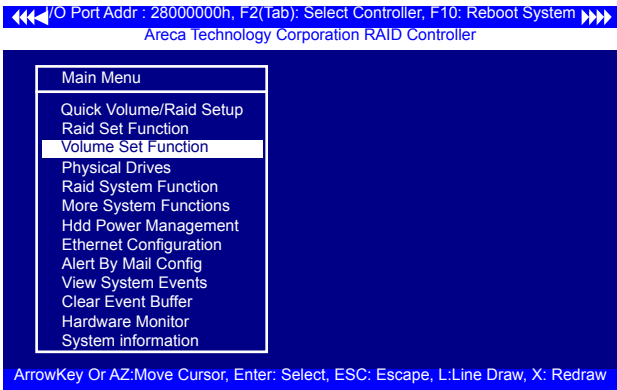 I/O Port Addr : 28000000h, F2(Tab): Select Controller, F10: Reboot System
Areca Technology Corporation RAID Controller
Main Menu
Quick Volume/Raid Setup
Raid Set Function
Volume Set Function
Physical Drives
Raid System Function
More System Functions
Hdd Power Management
Ethernet Configuration
Alert By Mail Config
View System Events
Clear Event Buffer
Hardware Monitor
System information
ArrowKey Or AZ:Move Cursor, Enter: Select, ESC: Escape, L:Line Draw, X: Redraw